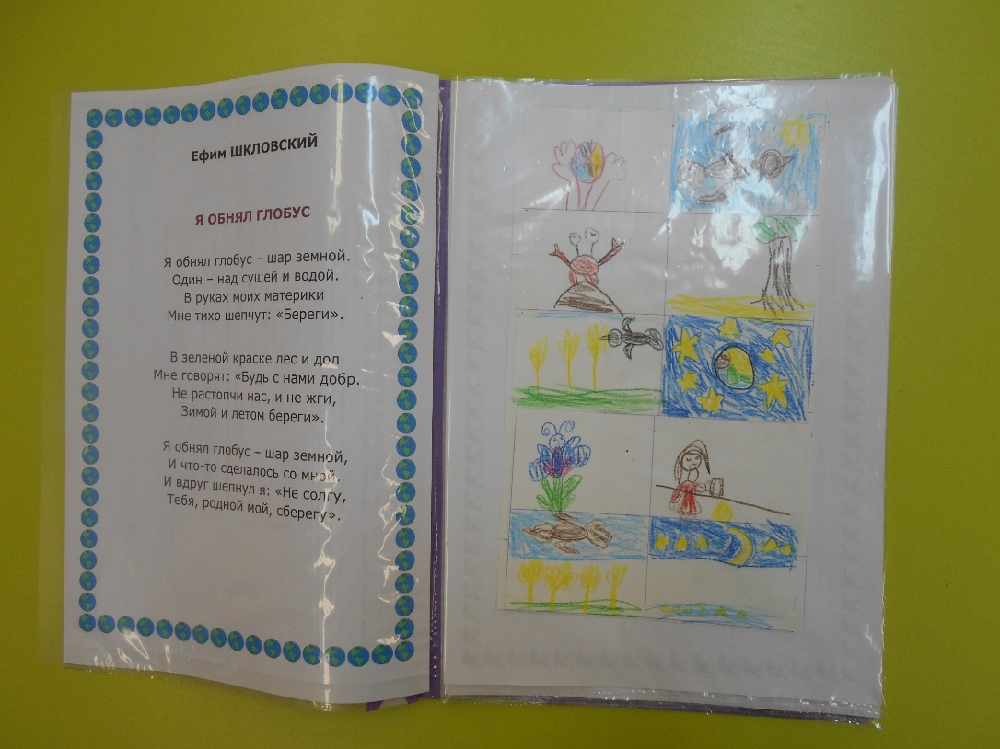 Ефим ШКЛОВСКИЙ
Я ОБНЯЛ ГЛОБУС
Я обнял глобус – шар земной.
Один – над сушей и водой.
В руках моих материки
Мне тихо шепчут: «Береги».
В зеленой краске лес и дол
Мне говорят: «Будь с нами добр.
Не растопчи нас, и не жги,
Зимой и летом береги».
Я обнял глобус – шар земной,
И что-то сделалось со мной.
И вдруг шепнул я: «Не солгу,
Тебя, родной мой, сберегу».